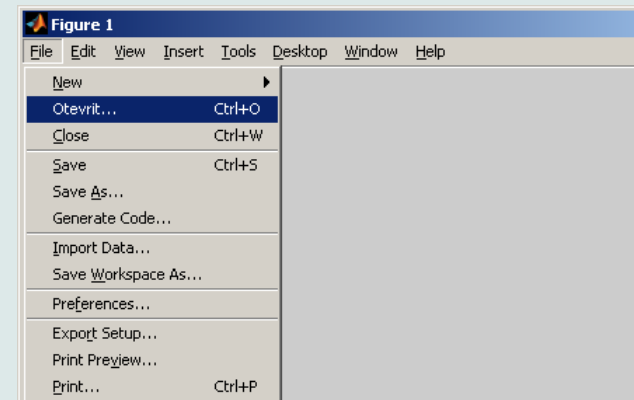 Figure 1
File Edit View Insert Tools Desktop Window Help
New
Otevrit... Ctrl+O
Close Ctrl+W
Save Ctrl+S
Save As...
Generate Code...
Import Data...
Save Workspace As...
Preferences...
Export Setup...
Print Preview...
Print... Ctrl+P